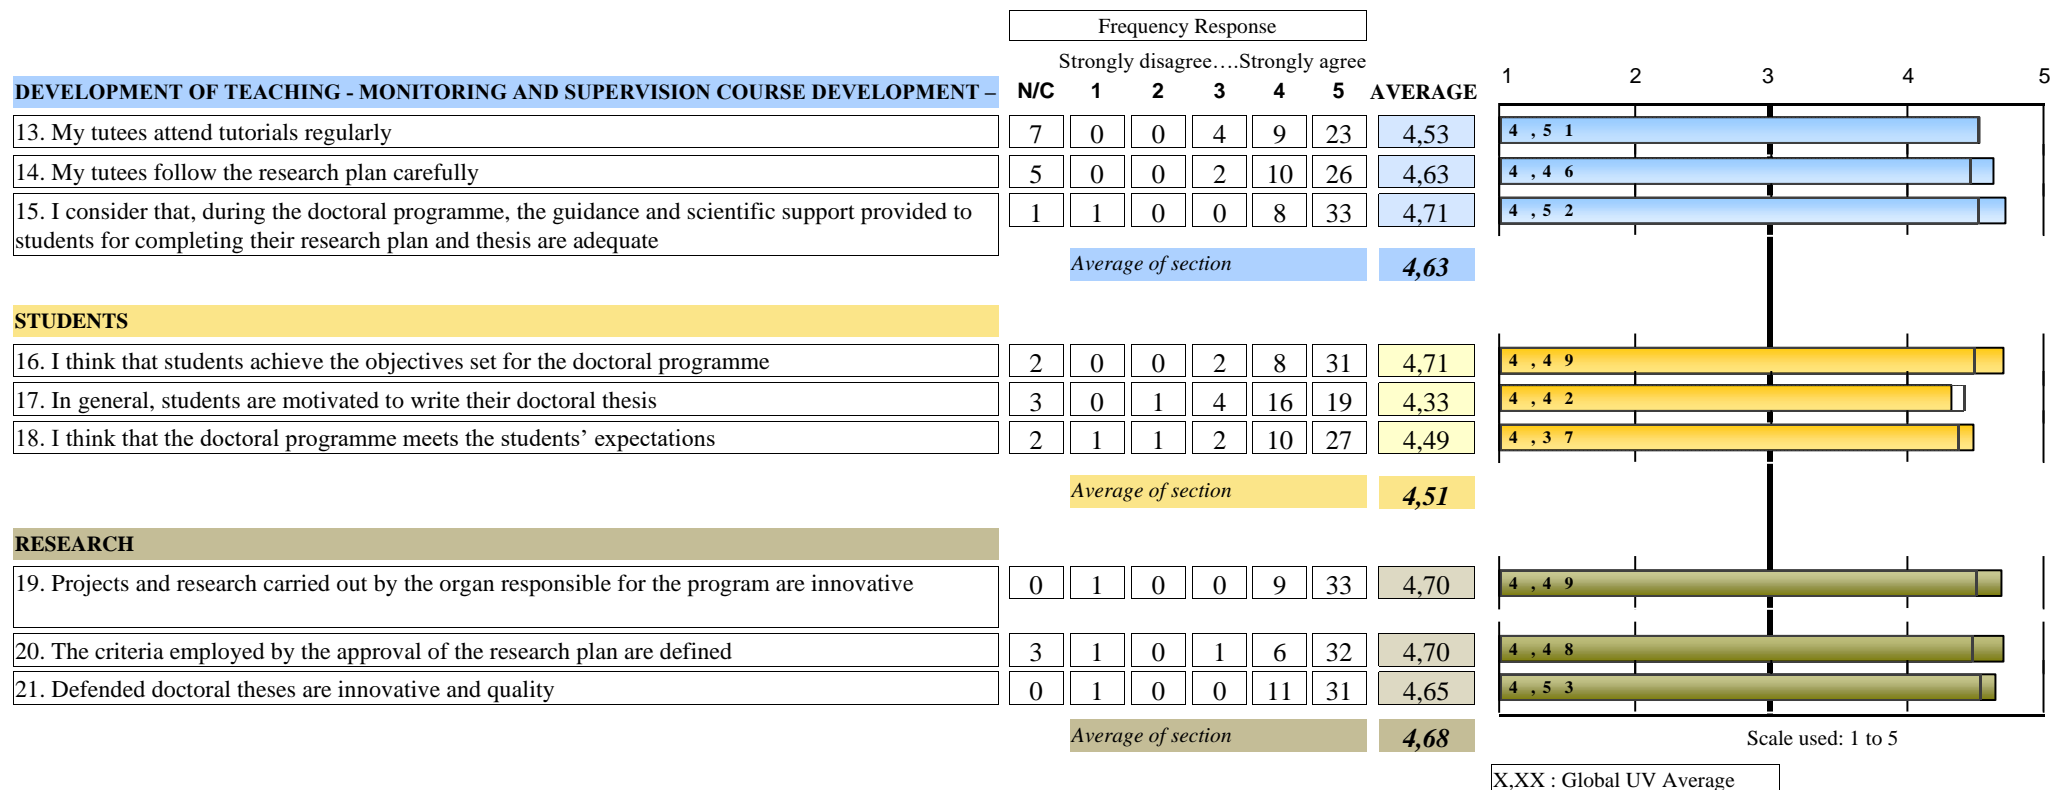 Frequency Response
Strongly disagree….Strongly agree
DEVELOPMENT OF TEACHING - MONITORING AND SUPERVISION COURSE DEVELOPMENT – N/C 1 2 3 4 5 AVERAGE 1 2 3 4 5
13. My tutees attend tutorials regularly 7 0 0 4 9 23 4,53 4,51
14. My tutees follow the research plan carefully 5 0 0 2 10 26 4,63 4,46
15. I consider that, during the doctoral programme, the guidance and scientific support provided to 1 1 0 0 8 33 4,71 4,52
students for completing their research plan and thesis are adequate
Average of section 4,63
STUDENTS
16. I think that students achieve the objectives set for the doctoral programme 2 0 0 2 8 31 4,71 4,49
17. In general, students are motivated to write their doctoral thesis 3 0 1 4 16 19 4,33 4,42
18. I think that the doctoral programme meets the students’ expectations 2 1 1 2 10 27 4,49 4,37
Average of section 4,51
RESEARCH
19. Projects and research carried out by the organ responsible for the program are innovative 0 1 0 0 9 33 4,70 4,49
20. The criteria employed by the approval of the research plan are defined 3 1 0 1 6 32 4,70 4,48
21. Defended doctoral theses are innovative and quality 0 1 0 0 11 31 4,65 4,53
Average of section 4,68
Scale used: 1 to 5
X,XX : Global UV Average